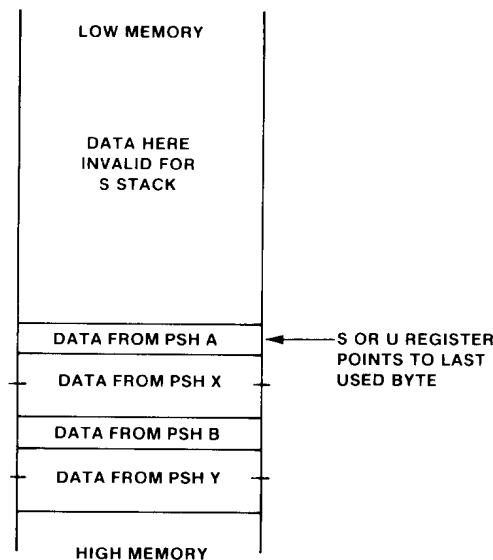 LOW MEMORY
DATA HERE
INVALID FOR
S STACK
DATA FROM PSH A
S OR U REGISTER
POINTS TO LAST
USED BYTE
DATA FROM PSH X
DATA FROM PSH B
DATA FROM PSH Y
HIGH MEMORY